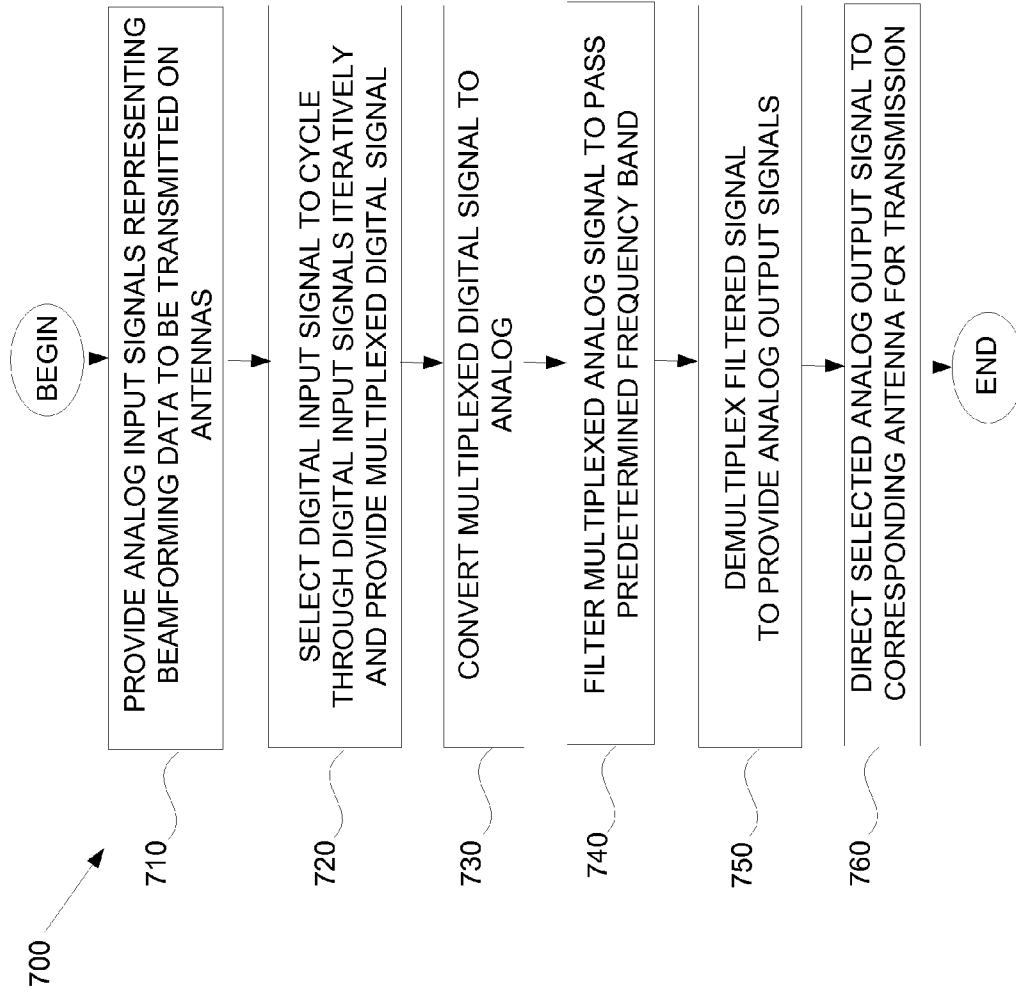 700
BEGIN
710
PROVIDE ANALOG INPUT SIGNALS REPRESENTING
BEAMFORMING DATA TO BE TRANSMITTED ON
ANTENNAS
720
SELECT DIGITAL INPUT SIGNAL TO CYCLE
THROUGH DIGITAL INPUT SIGNALS ITERATIVELY
AND PROVIDE MULTIPLEXED DIGITAL SIGNAL
730
CONVERT MULTIPLEXED DIGITAL SIGNAL TO
ANALOG
740
FILTER MULTIPLEXED ANALOG SIGNAL TO PASS
PREDETERMINED FREQUENCY BAND
750
DEMULTIPLEX FILTERED SIGNAL
TO PROVIDE ANALOG OUTPUT SIGNALS
760
DIRECT SELECTED ANALOG OUTPUT SIGNAL TO
CORRESPONDING ANTENNA FOR TRANSMISSION
END